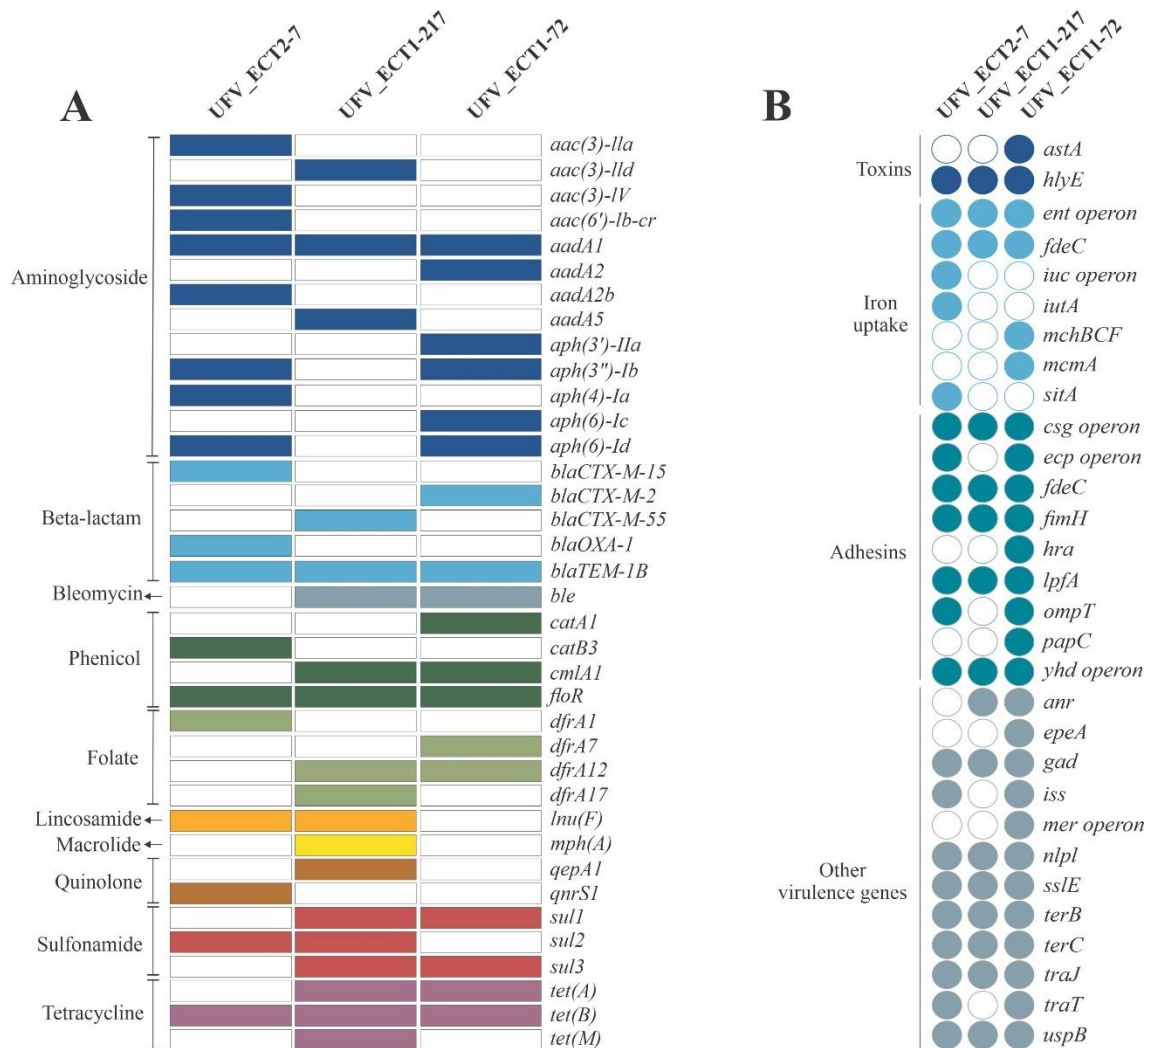 A
UFV_ECT2-7
UFV_ECT1-217
UFV_ECT1-72
Aminoglycoside
aac(3)-lla
aac(3)-lld
aac(3)-lV
aac(6')-lb-cr
aadA1
aadA2
aadA2b
aadA5
aph(3')-IIa
aph(3'')-Ib
aph(4)-Ia
aph(6)-Ic
aph(6)-Id
Beta-lactam
blaCTX-M-15
blaCTX-M-2
blaCTX-M-55
blaOXA-1
blaTEM-1B
Bleomycin
ble
Phenicol
catA1
catB3
cmlA1
floR
Folate
dfrA1
dfrA7
dfrA12
dfrA17
Lincosamide
lnu(F)
Macrolide
mph(A)
Quinolone
qepA1
qnrS1
Sulfonamide
sul1
sul2
sul3
Tetracycline
tet(A)
tet(B)
tet(M)
B
UFV_ECT2-7
UFV_ECT1-217
UFV_ECT1-72
Toxins
astA
hlyE
Iron
uptake
ent operon
fdeC
iuc operon
iutA
mchBCF
mcmA
sitA
Adhesins
csg operon
ecp operon
fdeC
fimH
hra
lpfA
ompT
papC
yhd operon
Other
virulence genes
anr
epeA
gad
iss
mer operon
nlpl
sslE
terB
terC
traJ
traT
uspB